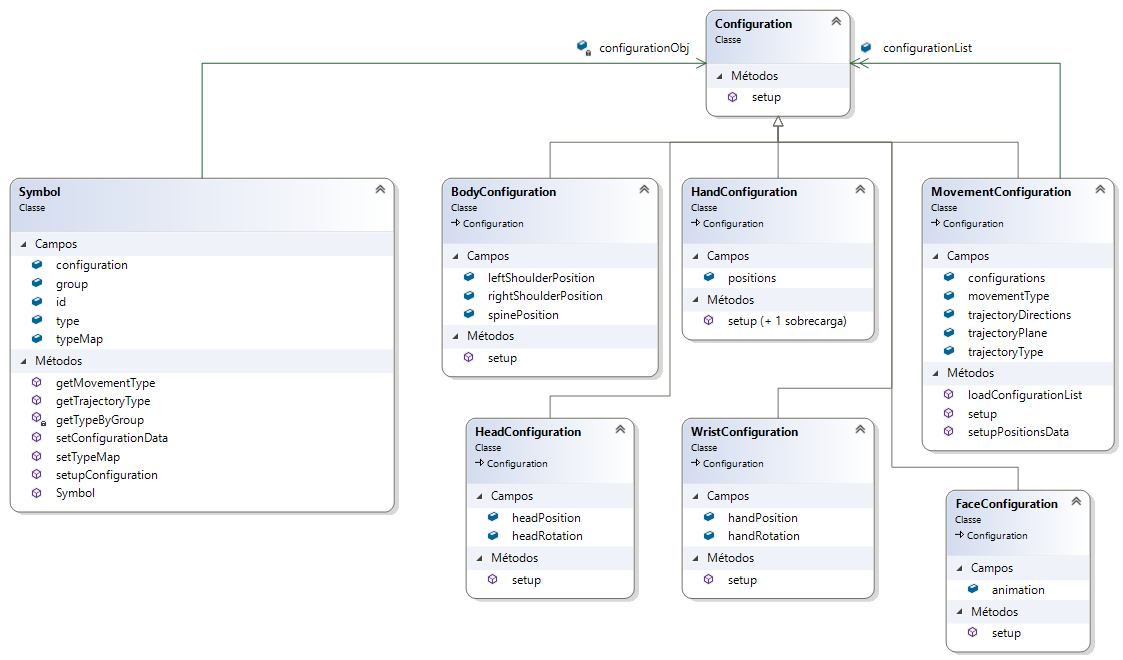 configurationObj
Configuration
Classe
Métodos
setup
configurationList
Symbol
Classe
Campos
configuration
group
id
type
typeMap
Métodos
getMovementType
getTrajectoryType
getTypeByGroup
setConfigurationData
setTypeMap
setupConfiguration
Symbol
BodyConfiguration
Classe
Configuration
Campos
leftShoulderPosition
rightShoulderPosition
spinePosition
Métodos
setup
HandConfiguration
Classe
Configuration
Campos
positions
Métodos
setup (+ 1 sobrecarga)
MovementConfiguration
Classe
Configuration
Campos
configurations
movementType
trajectoryDirections
trajectoryPlane
trajectoryType
Métodos
loadConfigurationList
setup
setupPositionsData
HeadConfiguration
Classe
Configuration
Campos
headPosition
headRotation
Métodos
setup
WristConfiguration
Classe
Configuration
Campos
handPosition
handRotation
Métodos
setup
FaceConfiguration
Classe
Configuration
Campos
animation
Métodos
setup